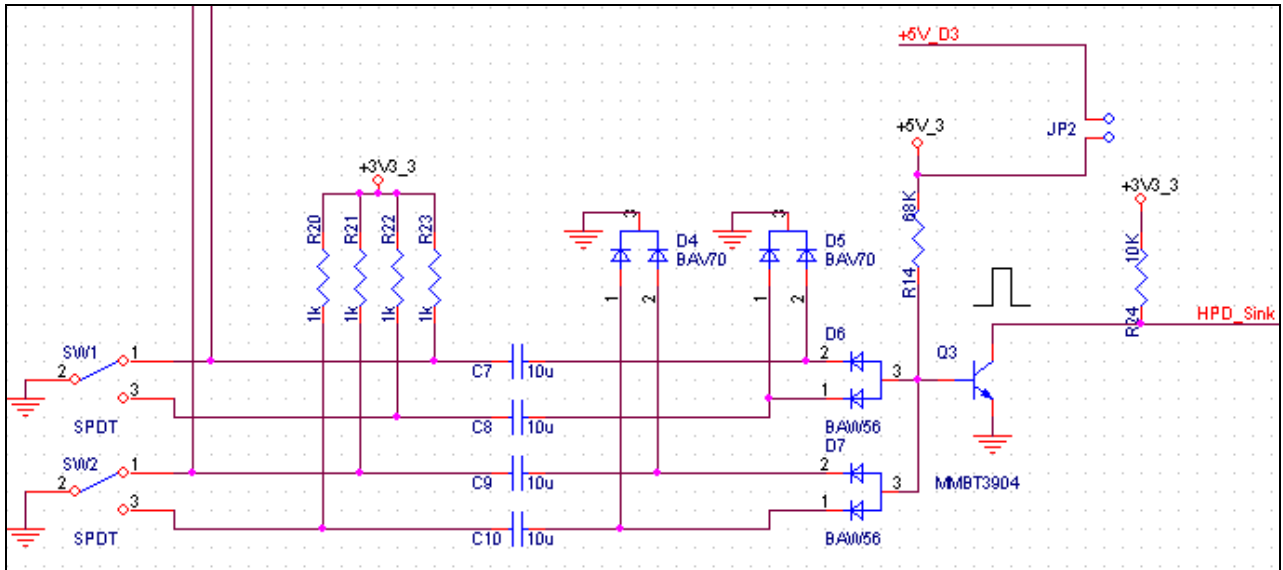 +5V_D3
JP2
+5V_3
+3V3_3
+3V3_3
R20
R21
R22
R23
1k
1k
1k
1k
3
D4
BAV70
1
2
3
D5
BAV70
1
2
68K
R14
10K
R24
HPD_Sink
SW1
1
2
3
SPDT
C7
10u
C8
10u
D6
2
1
3
BAW56
Q3
MMBT3904
SW2
1
2
3
SPDT
C9
10u
C10
10u
D7
2
1
3
BAW56